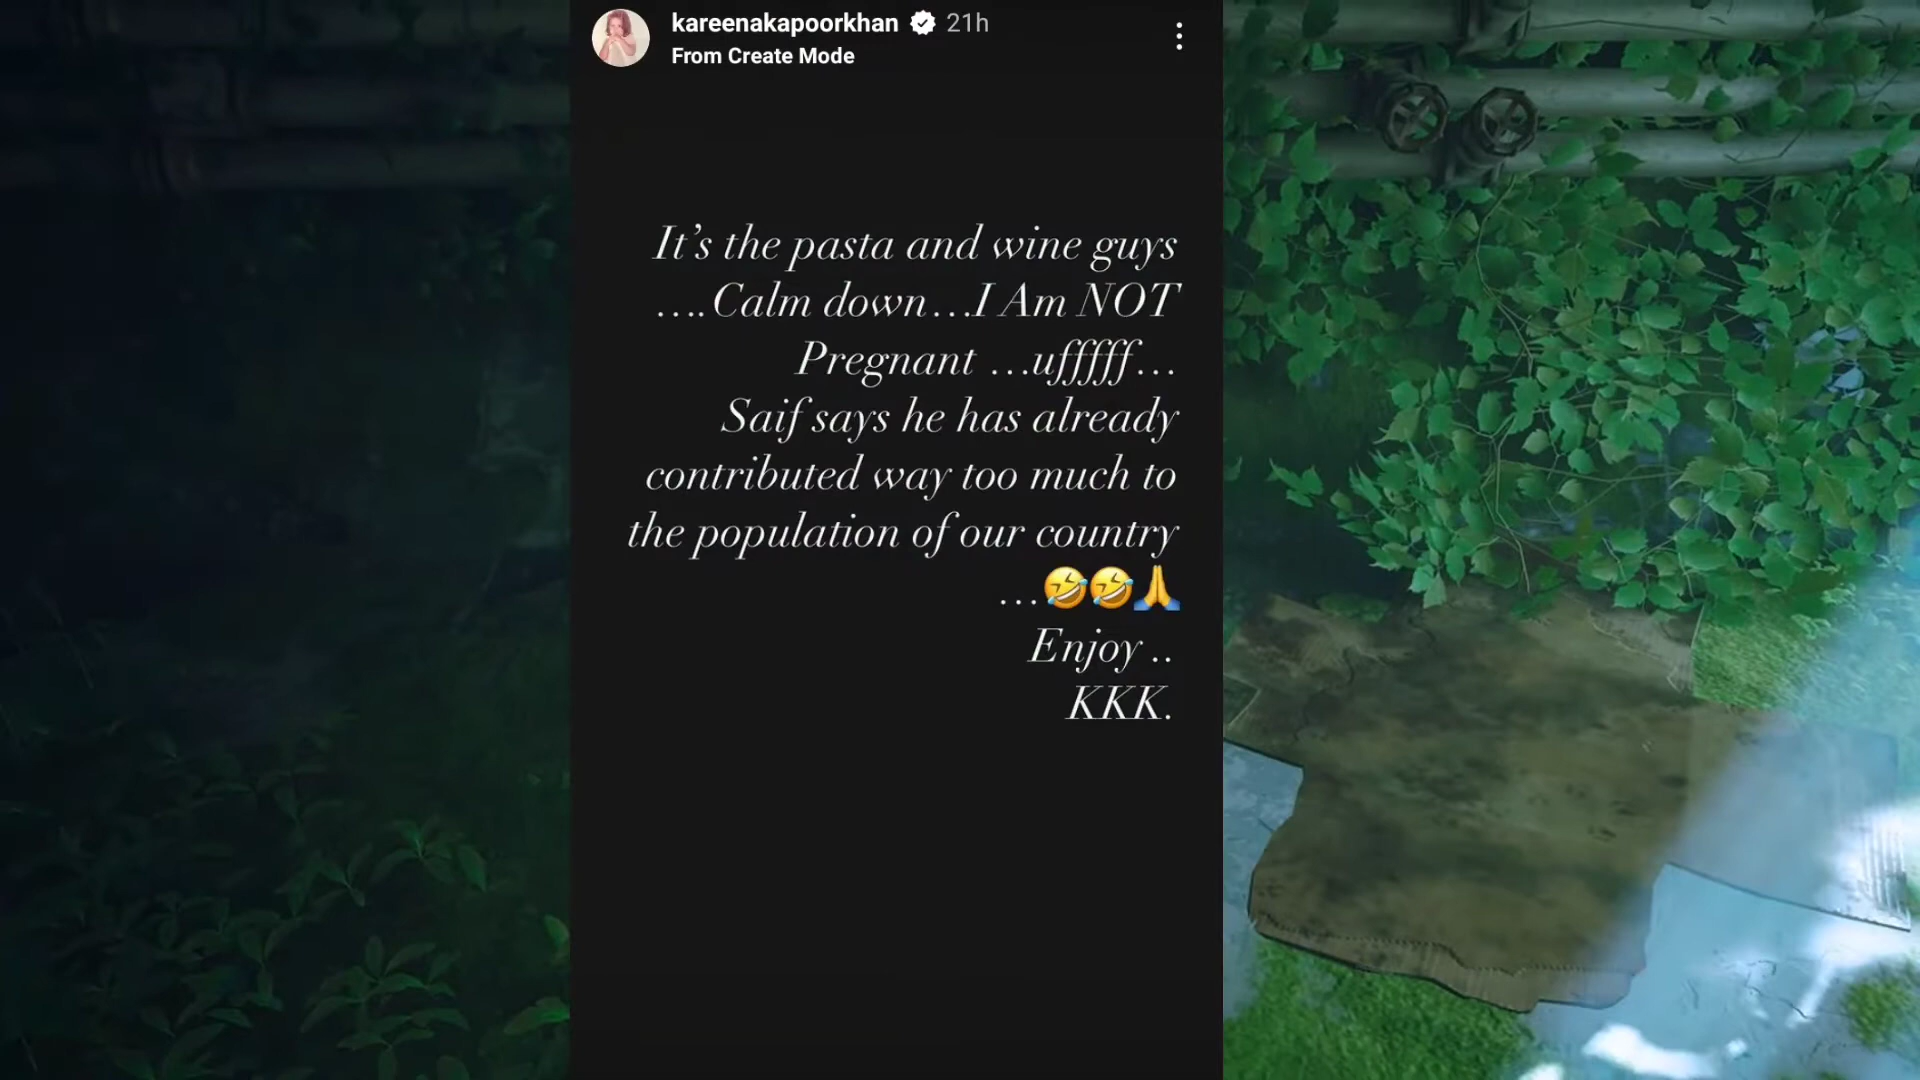 kareenakapoorkhan 21h
From Create Mode
It’s the pasta and wine guys
....Calm down...I Am NOT
Pregnant ...ufffff...
Saif says he has already
contributed way too much to
the population of our country
...🤣🤣🙏
Enjoy ..
KKK.